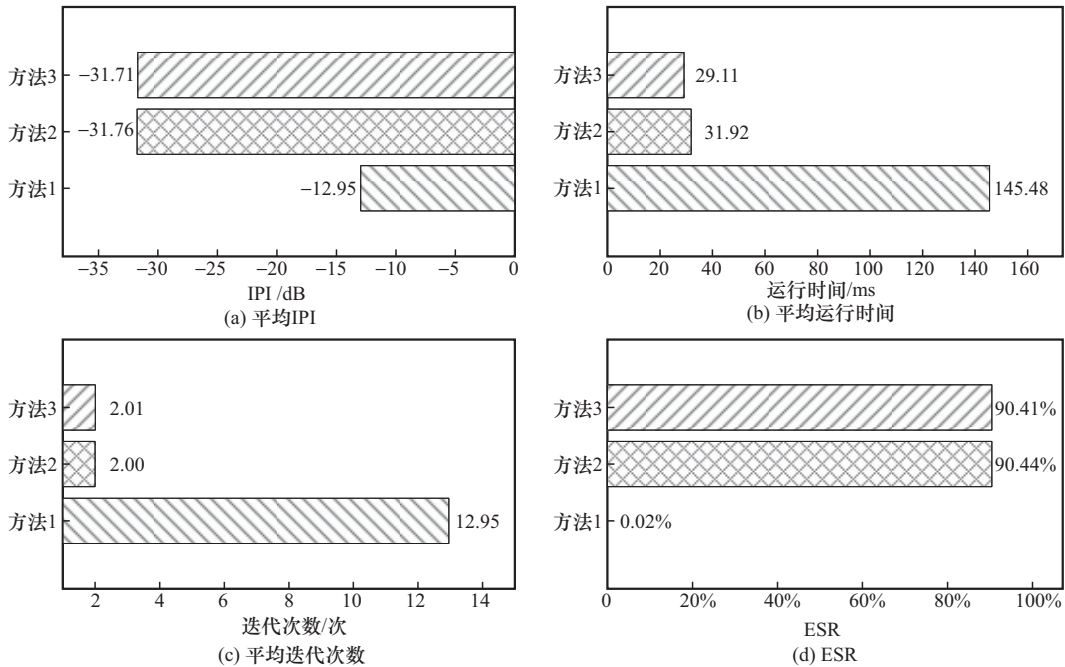 方法3
−31.71
方法2
−31.76
方法1
−12.95
−35 −30 −25 −20 −15 −10 −5 0
IPI /dB
(a) 平均IPI
方法3
29.11
方法2
31.92
方法1
145.48
0 20 40 60 80 100 120 140 160
运行时间/ms
(b) 平均运行时间
方法3
2.01
方法2
2.00
方法1
12.95
2 4 6 8 10 12 14
迭代次数/次
(c) 平均迭代次数
方法3
90.41%
方法2
90.44%
方法1
0.02%
0 20% 40% 60% 80% 100%
ESR
(d) ESR